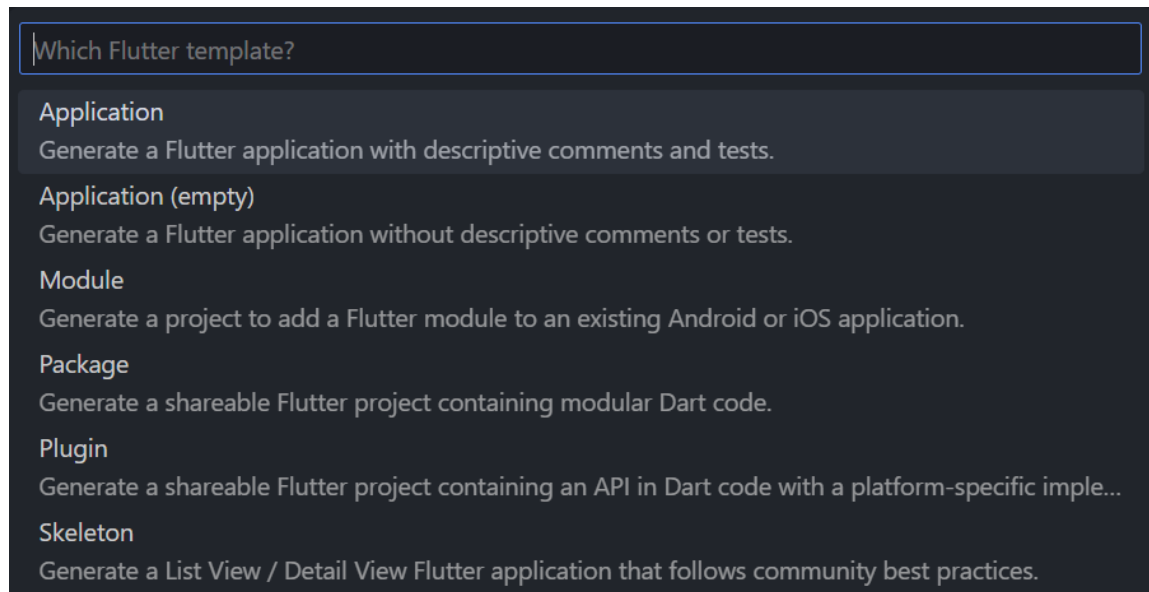 Which Flutter template?
Application
Generate a Flutter application with descriptive comments and tests.
Application (empty)
Generate a Flutter application without descriptive comments or tests.
Module
Generate a project to add a Flutter module to an existing Android or iOS application.
Package
Generate a shareable Flutter project containing modular Dart code.
Plugin
Generate a shareable Flutter project containing an API in Dart code with a platform-specific imple...
Skeleton
Generate a List View / Detail View Flutter application that follows community best practices.